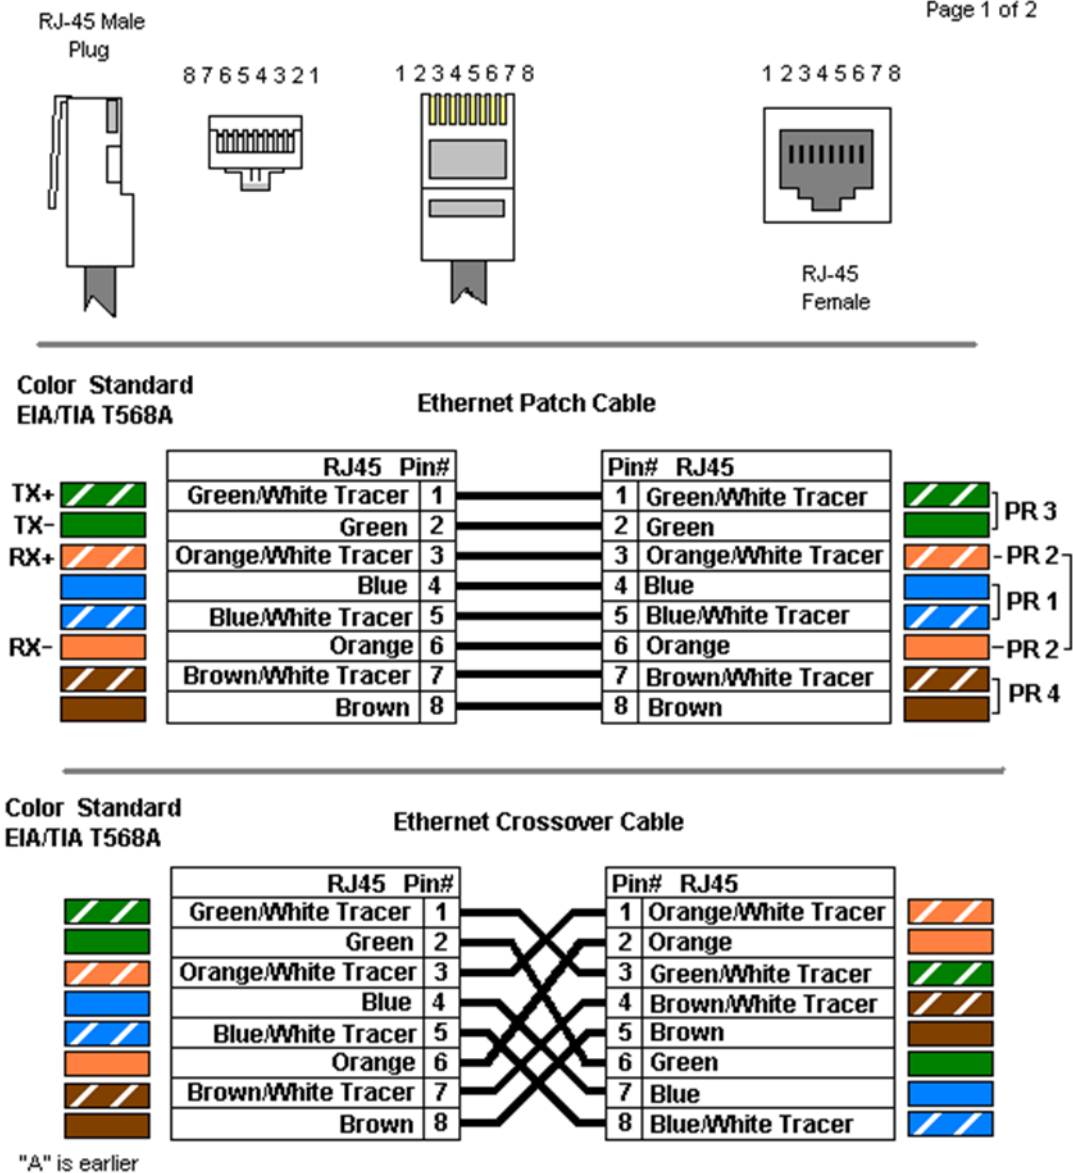 Page 1 of 2
RJ-45 Male
Plug
8 7 6 5 4 3 2 1
1 2 3 4 5 6 7 8
1 2 3 4 5 6 7 8
RJ-45
Female
Color Standard
EIA/TIA T568A
Ethernet Patch Cable
RJ45 Pin# Pin# RJ45
TX+ Green/White Tracer 1 1 Green/White Tracer
PR 3
TX- Green 2 2 Green
RX+ Orange/White Tracer 3 3 Orange/White Tracer PR 2
Blue 4 4 Blue
PR 1
Blue/White Tracer 5 5 Blue/White Tracer
RX- Orange 6 6 Orange PR 2
Brown/White Tracer 7 7 Brown/White Tracer
PR 4
Brown 8 8 Brown
Color Standard
EIA/TIA T568A
Ethernet Crossover Cable
RJ45 Pin# Pin# RJ45
Green/White Tracer 1 1 Orange/White Tracer
Green 2 2 Orange
Orange/White Tracer 3 3 Green/White Tracer
Blue 4 4 Brown/White Tracer
Blue/White Tracer 5 5 Brown
Orange 6 6 Green
Brown/White Tracer 7 7 Blue
Brown 8 8 Blue/White Tracer
"A" is earlier